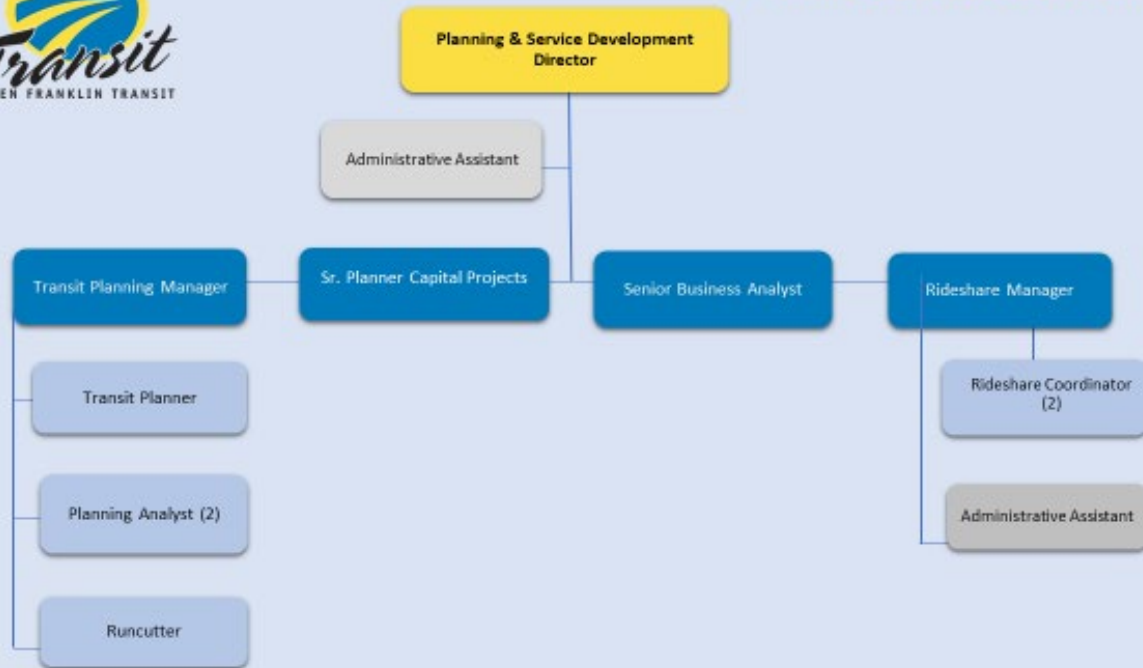 Transit
EN FRANKLIN TRANSIT
Planning & Service Development
Director
Administrative Assistant
Transit Planning Manager
Sr. Planner Capital Projects
Senior Business Analyst
Rideshare Manager
Transit Planner
Planning Analyst (2)
Runcutter
Rideshare Coordinator
(2)
Administrative Assistant